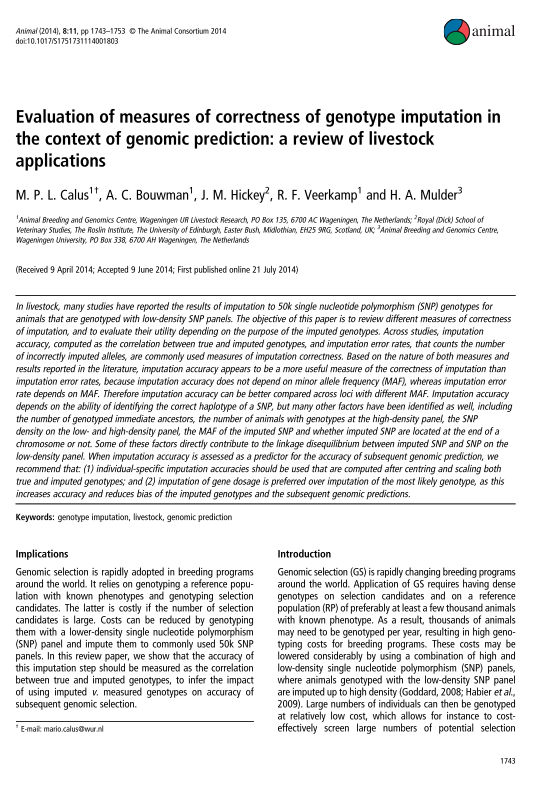 Animal (2014), 8:11, pp 1743–1753 © The Animal Consortium 2014
doi:10.1017/S1751731114001803
animal
Evaluation of measures of correctness of genotype imputation in
the context of genomic prediction: a review of livestock
applications
M. P. L. Calus1†, A. C. Bouwman1, J. M. Hickey2, R. F. Veerkamp1 and H. A. Mulder3
1Animal Breeding and Genomics Centre, Wageningen UR Livestock Research, PO Box 135, 6700 AC Wageningen, The Netherlands; 2Royal (Dick) School of
Veterinary Studies, The Roslin Institute, The University of Edinburgh, Easter Bush, Midlothian, EH25 9RG, Scotland, UK; 3Animal Breeding and Genomics Centre,
Wageningen University, PO Box 338, 6700 AH Wageningen, The Netherlands
(Received 9 April 2014; Accepted 9 June 2014; First published online 21 July 2014)
In livestock, many studies have reported the results of imputation to 50k single nucleotide polymorphism (SNP) genotypes for
animals that are genotyped with low-density SNP panels. The objective of this paper is to review different measures of correctness
of imputation, and to evaluate their utility depending on the purpose of the imputed genotypes. Across studies, imputation
accuracy, computed as the correlation between true and imputed genotypes, and imputation error rates, that counts the
number of incorrectly imputed alleles, are commonly used measures of imputation correctness. Based on the nature of both measures and
results reported in the literature, imputation accuracy appears to be a more useful measure of the correctness of imputation than
imputation error rates, because imputation accuracy does not depend on minor allele frequency (MAF), whereas imputation error
rate depends on MAF. Therefore imputation accuracy can be better compared across loci with different MAF. Imputation accuracy
depends on the ability of identifying the correct haplotype of a SNP, but many other factors have been identified as well, including
the number of genotyped immediate ancestors, the number of animals with genotypes at the high-density panel, the SNP
density on the low- and high-density panel, the MAF of the imputed SNP and whether imputed SNP are located at the end of a
chromosome or not. Some of these factors directly contribute to the linkage disequilibrium between imputed SNP and SNP on the
low-density panel. When imputation accuracy is assessed as a predictor for the accuracy of subsequent genomic prediction, we
recommend that: (1) individual-specific imputation accuracies should be used that are computed after centring and scaling both
true and imputed genotypes; and (2) imputation of gene dosage is preferred over imputation of the most likely genotype, as this
increases accuracy and reduces bias of the imputed genotypes and the subsequent genomic predictions.
Keywords: genotype imputation, livestock, genomic prediction
Implications
Genomic selection is rapidly adopted in breeding programs
around the world. It relies on genotyping a reference popu-
lation with known phenotypes and genotyping selection
candidates. The latter is costly if the number of selection
candidates is large. Costs can be reduced by genotyping
them with a lower-density single nucleotide polymorphism
(SNP) panel and impute them to commonly used 50k SNP
panels. In this review paper, we show that the accuracy of
this imputation step should be measured as the correlation
between true and imputed genotypes, to infer the impact
of using imputed v. measured genotypes on accuracy of
subsequent genomic selection.
† E-mail: mario.calus@wur.nl
Introduction
Genomic selection (GS) is rapidly changing breeding programs
around the world. Application of GS requires having dense
genotypes on selection candidates and on a reference
population (RP) of preferably at least a few thousand animals
with known phenotype. As a result, thousands of animals
may need to be genotyped per year, resulting in high geno-
typing costs for breeding programs. These costs may be
lowered considerably by using a combination of high and
low-density single nucleotide polymorphism (SNP) panels,
where animals genotyped with the low-density SNP panel
are imputed up to high density (Goddard, 2008; Habier et al.,
2009). Large numbers of individuals can then be genotyped
at relatively low cost, which allows for instance to cost-
effectively screen large numbers of potential selection
1743